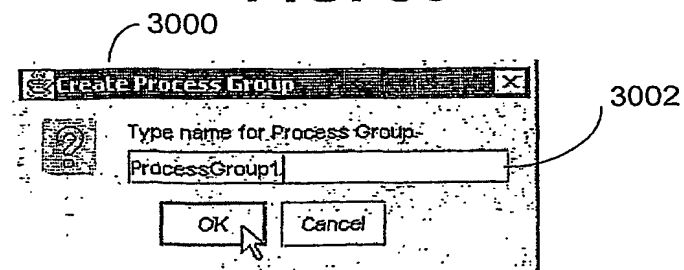 3000
Create Process Group
3002
Type name for Process Group.
ProcessGroup1
OK Cancel